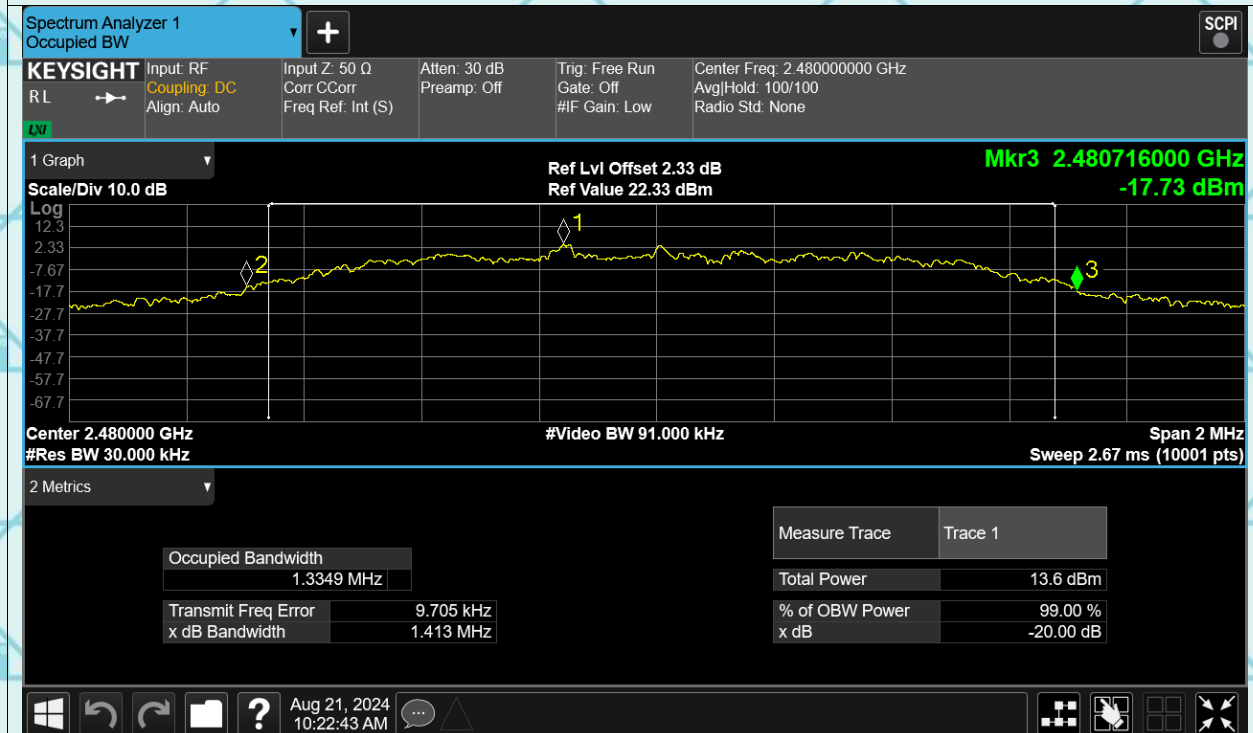 Spectrum Analyzer 1
Occupied BW
▼
+
SCPI
KEYSIGHT
RL
LXI
Input: RF
Coupling: DC
Align: Auto
Input Z: 50 Ω
Corr CCorr
Freq Ref: Int (S)
Atten: 30 dB
Preamp: Off
Trig: Free Run
Gate: Off
#IF Gain: Low
Center Freq: 2.480000000 GHz
Avg|Hold: 100/100
Radio Std: None
1 Graph ▼
Scale/Div 10.0 dB
Ref Lvl Offset 2.33 dB
Ref Value 22.33 dBm
Mkr3 2.480716000 GHz
-17.73 dBm
Log
12.3
2.33
-7.67
-17.7
-27.7
-37.7
-47.7
-57.7
-67.7
1
2
3
Center 2.480000 GHz
#Res BW 30.000 kHz
#Video BW 91.000 kHz
Span 2 MHz
Sweep 2.67 ms (10001 pts)
2 Metrics ▼
Occupied Bandwidth
1.3349 MHz
Transmit Freq Error 9.705 kHz
x dB Bandwidth 1.413 MHz
Measure Trace Trace 1
Total Power 13.6 dBm
% of OBW Power 99.00 %
x dB -20.00 dB
?
Aug 21, 2024
10:22:43 AM